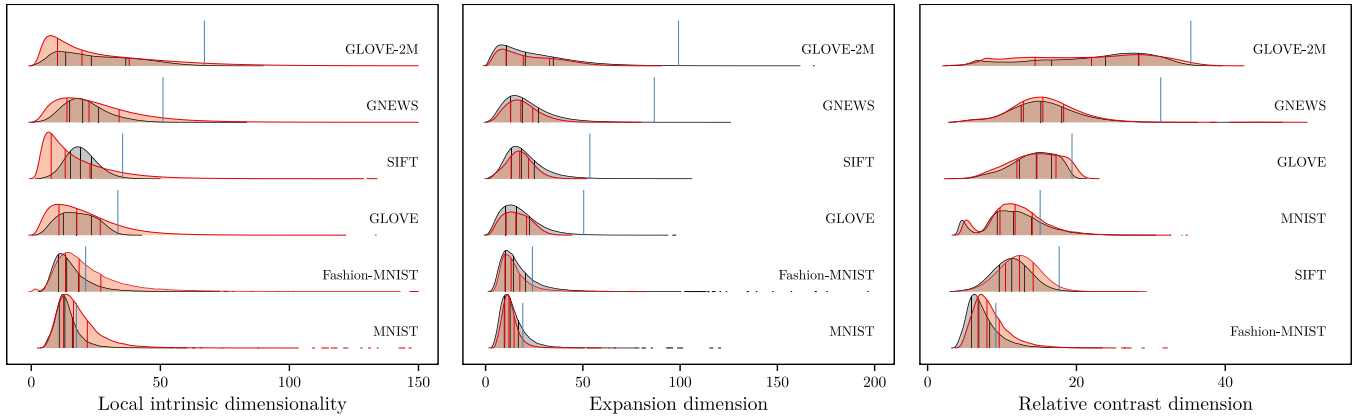 GLOVE-2M
GNEWS
SIFT
GLOVE
Fashion-MNIST
MNIST
0 50 100 150
Local intrinsic dimensionality
GLOVE-2M
GNEWS
SIFT
GLOVE
Fashion-MNIST
MNIST
0 50 100 150 200
Expansion dimension
GLOVE-2M
GNEWS
GLOVE
MNIST
SIFT
Fashion-MNIST
0 20 40
Relative contrast dimension